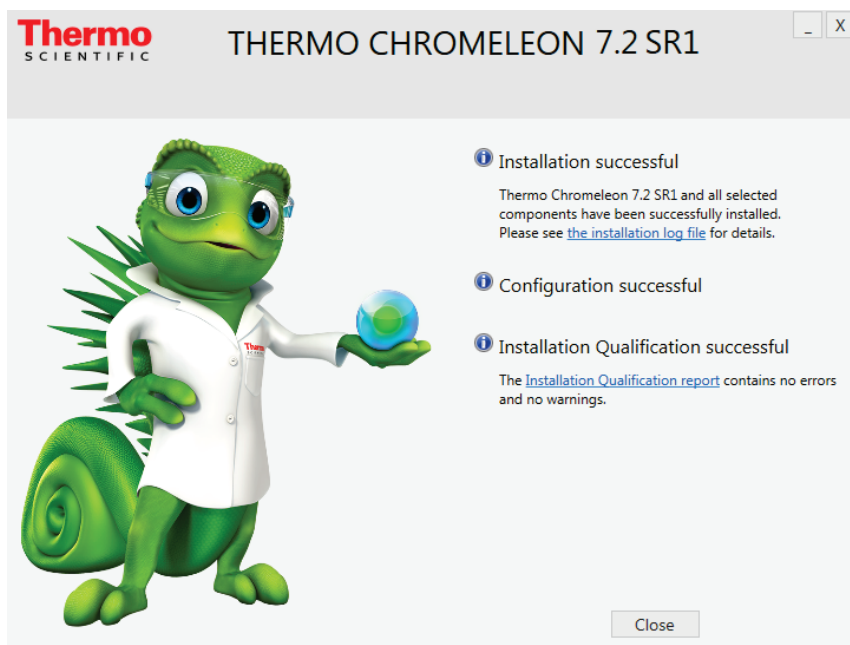 Thermo
SCIENTIFIC
THERMO CHROMELEON 7.2 SR1
_ X
Installation successful
Thermo Chromeleon 7.2 SR1 and all selected
components have been successfully installed.
Please see the installation log file for details.
Configuration successful
Installation Qualification successful
The Installation Qualification report contains no errors
and no warnings.
Thermo
Close